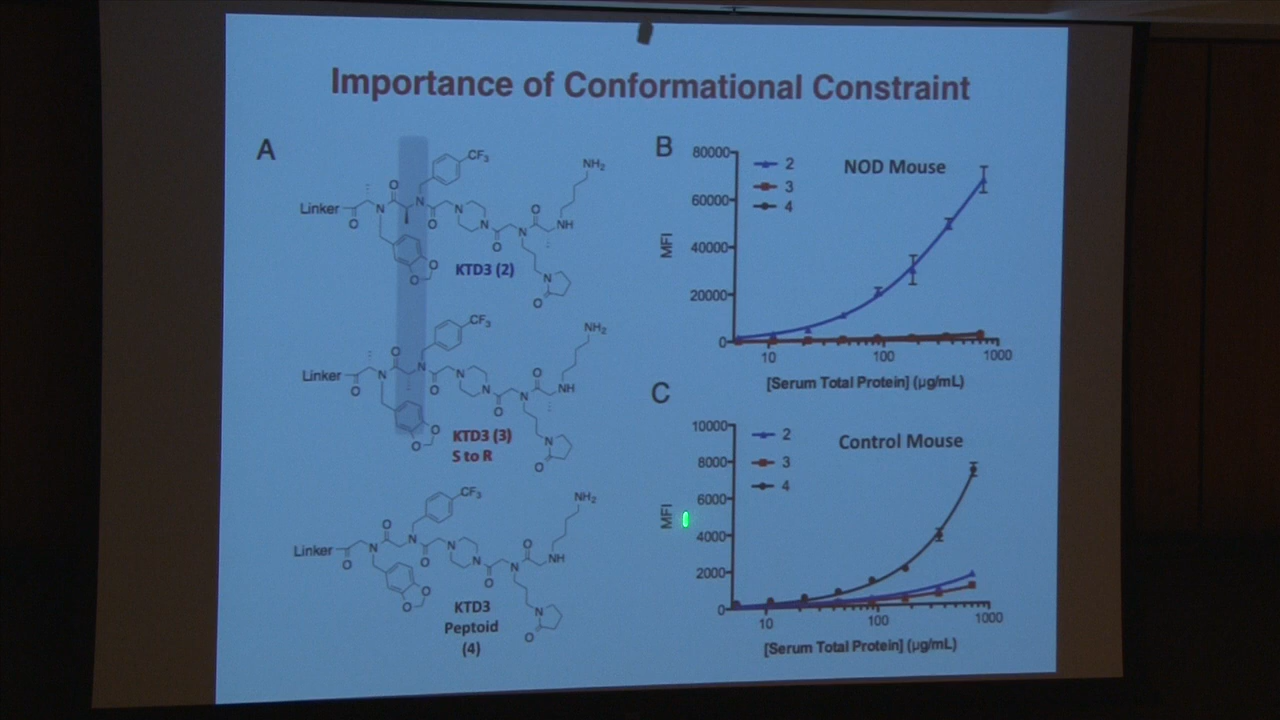 Importance of Conformational Constraint
A
CF3
NH2
O
N
O
N
Linker
O
O
N
N
O
O
N
O
NH
O
O
KTD3 (2)
N
O
CF3
NH2
O
N
O
N
Linker
O
O
N
N
O
O
N
O
NH
O
O
KTD3 (3)
S to R
N
O
CF3
NH2
O
N
O
N
Linker
O
O
N
N
O
O
N
O
NH
O
O
KTD3
Peptoid
(4)
N
O
B
NOD Mouse
2
3
4
MFI
80000
60000
40000
20000
0
10 100 1000
[Serum Total Protein] (µg/mL)
C
Control Mouse
2
3
4
MFI
10000
8000
6000
4000
2000
0
10 100 1000
[Serum Total Protein] (µg/mL)